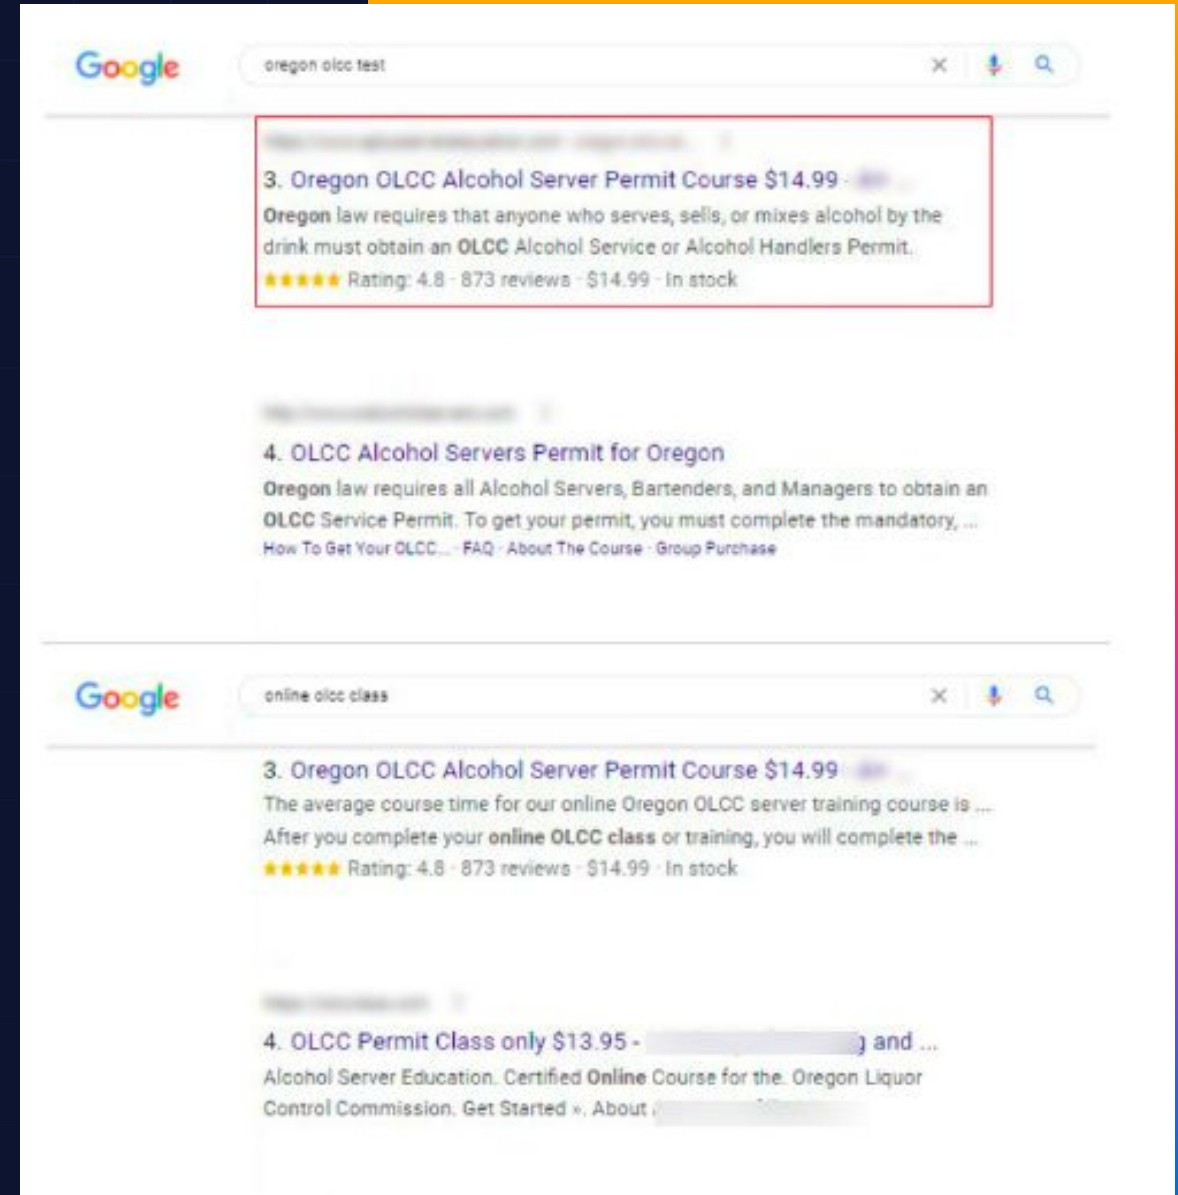 Google
oregon olcc test
3. Oregon OLCC Alcohol Server Permit Course $14.99 ·
Oregon law requires that anyone who serves, sells, or mixes alcohol by the
drink must obtain an OLCC Alcohol Service or Alcohol Handlers Permit.
★★★★★ Rating: 4.8 · 873 reviews · $14.99 · In stock
4. OLCC Alcohol Servers Permit for Oregon
Oregon law requires all Alcohol Servers, Bartenders, and Managers to obtain an
OLCC Service Permit. To get your permit, you must complete the mandatory, ...
How To Get Your OLCC... · FAQ · About The Course · Group Purchase
Google
online olcc class
3. Oregon OLCC Alcohol Server Permit Course $14.99
The average course time for our online Oregon OLCC server training course is ...
After you complete your online OLCC class or training, you will complete the ...
★★★★★ Rating: 4.8 · 873 reviews · $14.99 · In stock
4. OLCC Permit Class only $13.95 - and ...
Alcohol Server Education. Certified Online Course for the. Oregon Liquor
Control Commission. Get Started ». About